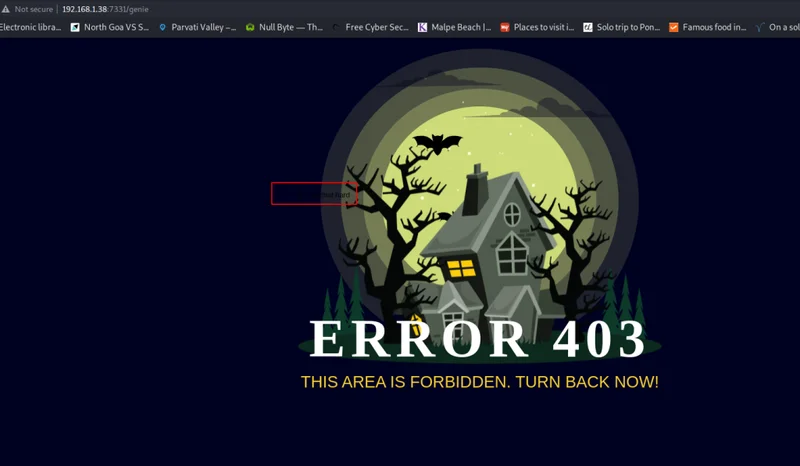 Not secure | 192.168.1.38:7331/genie
Electronic libra... North Goa VS S... Parvati Valley –... Null Byte — Th... Free Cyber Sec... Malpe Beach |... Places to visit i... Solo trip to Pon... Famous food in... On a sol
ERROR 403
THIS AREA IS FORBIDDEN. TURN BACK NOW!